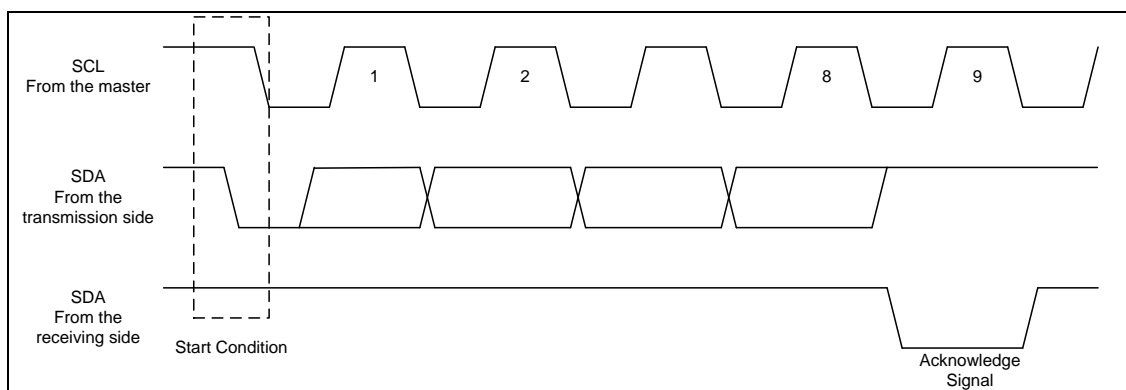 SCL
From the master
1
2
8
9
SDA
From the
transmission side
SDA
From the
receiving side
Start Condition
Acknowledge
Signal